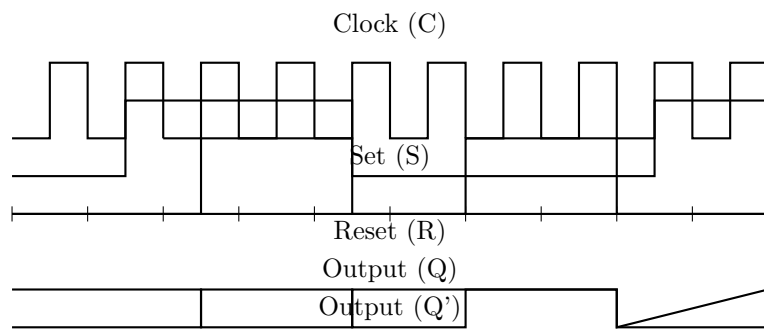 Clock (C)
Set (S)
Reset (R)
Output (Q)
Output (Q')